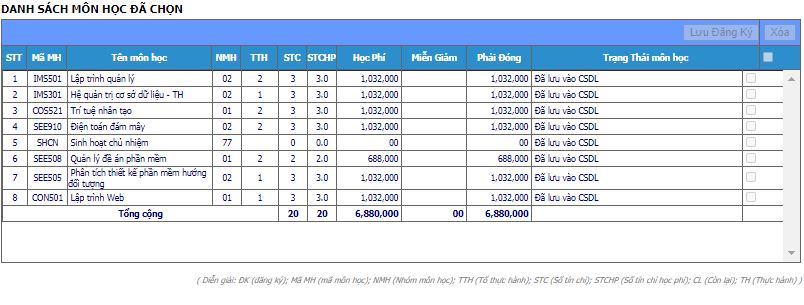 DANH SÁCH MÔN HỌC ĐÃ CHỌN
Lưu Đăng Ký Xóa
STT Mã MH Tên môn học NMH TTH STC STCHP Học Phí Miễn Giảm Phải Đóng Trạng Thái môn học
1 IMS501 Lập trình quản lý 02 2 3 3.0 1,032,000 1,032,000 Đã lưu vào CSDL
2 IMS301 Hệ quản trị cơ sở dữ liệu - TH 02 1 3 3.0 1,032,000 1,032,000 Đã lưu vào CSDL
3 COS521 Trí tuệ nhân tạo 01 2 3 3.0 1,032,000 1,032,000 Đã lưu vào CSDL
4 SEE910 Điện toán đám mây 02 2 3 3.0 1,032,000 1,032,000 Đã lưu vào CSDL
5 SHCN Sinh hoạt chủ nhiệm 77 0 0.0 00 00 Đã lưu vào CSDL
6 SEE508 Quản lý đề án phần mềm 01 2 2 2.0 688,000 688,000 Đã lưu vào CSDL
7 SEE505 Phân tích thiết kế phần mềm hướng đối tượng 02 1 3 3.0 1,032,000 1,032,000 Đã lưu vào CSDL
8 CON501 Lập trình Web 01 1 3 3.0 1,032,000 1,032,000 Đã lưu vào CSDL
Tổng cộng 20 20 6,880,000 00 6,880,000
( Diễn giải: ĐK (đăng ký); Mã MH (mã môn học); NMH (Nhóm môn học); TTH (Tổ thực hành); STC (Số tín chỉ); STCHP (Số tín chỉ học phí); CL (Còn lại); TH (Thực hành) )